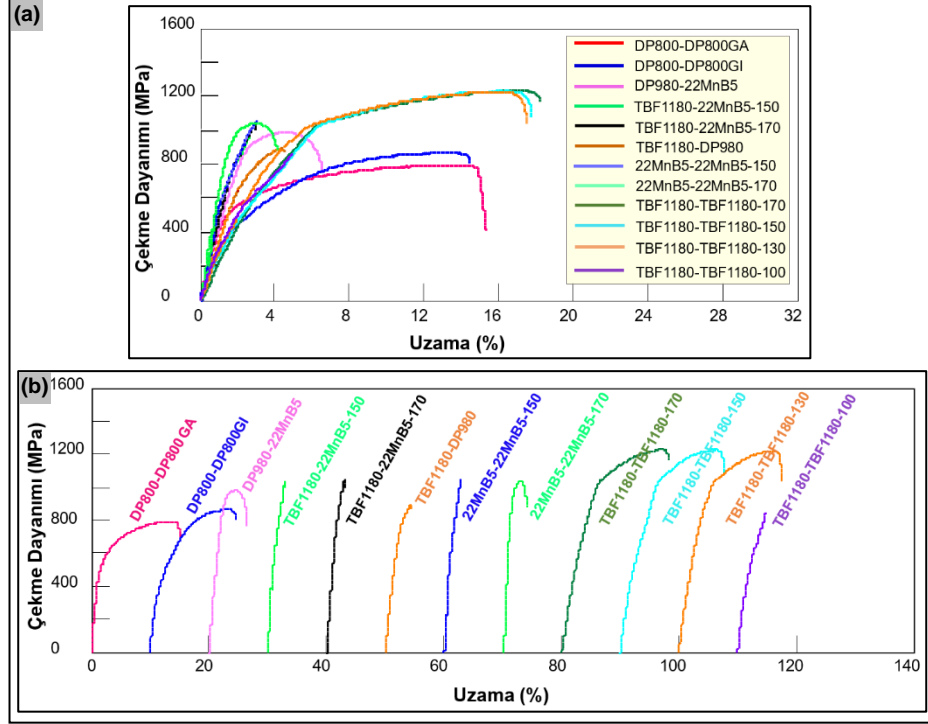 (a)
1600
1200
800
400
0
Çekme Dayanımı (MPa)
DP800-DP800GA
DP800-DP800GI
DP980-22MnB5
TBF1180-22MnB5-150
TBF1180-22MnB5-170
TBF1180-DP980
22MnB5-22MnB5-150
22MnB5-22MnB5-170
TBF1180-TBF1180-170
TBF1180-TBF1180-150
TBF1180-TBF1180-130
TBF1180-TBF1180-100
0 4 8 12 16 20 24 28 32
Uzama (%)
(b)
1600
1200
800
400
0
Çekme Dayanımı (MPa)
DP800-DP800GA
DP800-DP800GI
DP980-22MnB5
TBF1180-22MnB5-150
TBF1180-22MnB5-170
TBF1180-DP980
22MnB5-22MnB5-150
22MnB5-22MnB5-170
TBF1180-TBF1180-170
TBF1180-TBF1180-150
TBF1180-TBF1180-130
TBF1180-TBF1180-100
0 20 40 60 80 100 120 140
Uzama (%)